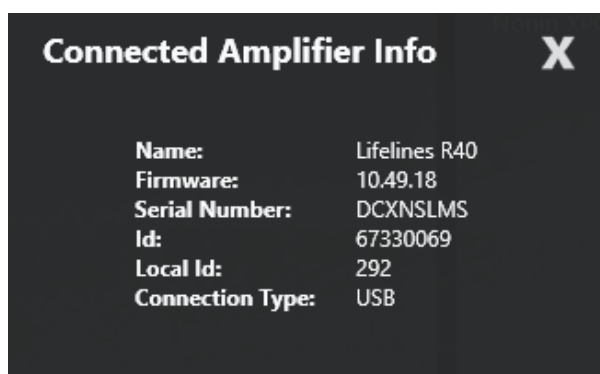 Connected Amplifier Info X
Name: Lifelines R40
Firmware: 10.49.18
Serial Number: DCXNSLMS
Id: 67330069
Local Id: 292
Connection Type: USB